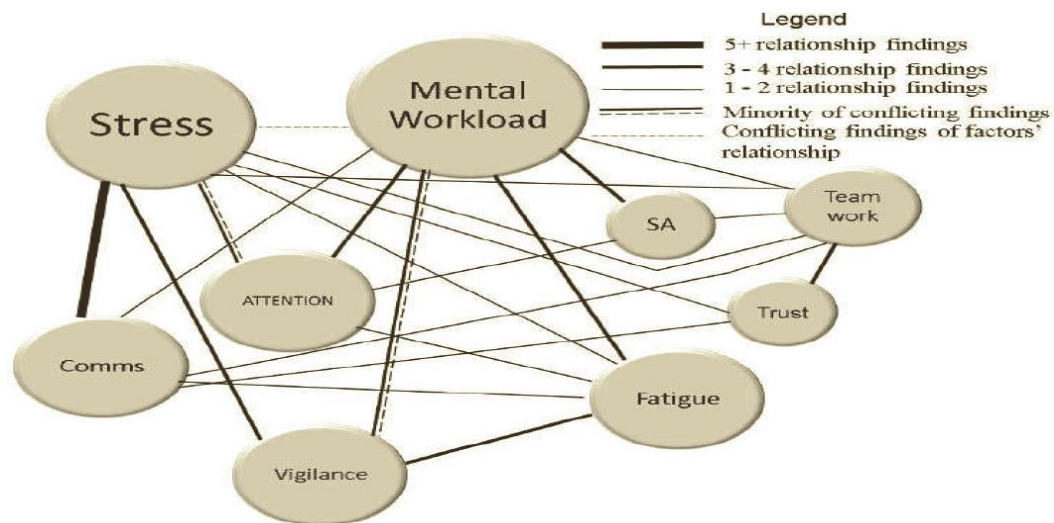 Legend
5+ relationship findings
3 - 4 relationship findings
1 - 2 relationship findings
Minority of conflicting findings
Conflicting findings of factors'
relationship
Stress
Mental
Workload
Team
work
SA
ATTENTION
Trust
Comms
Fatigue
Vigilance